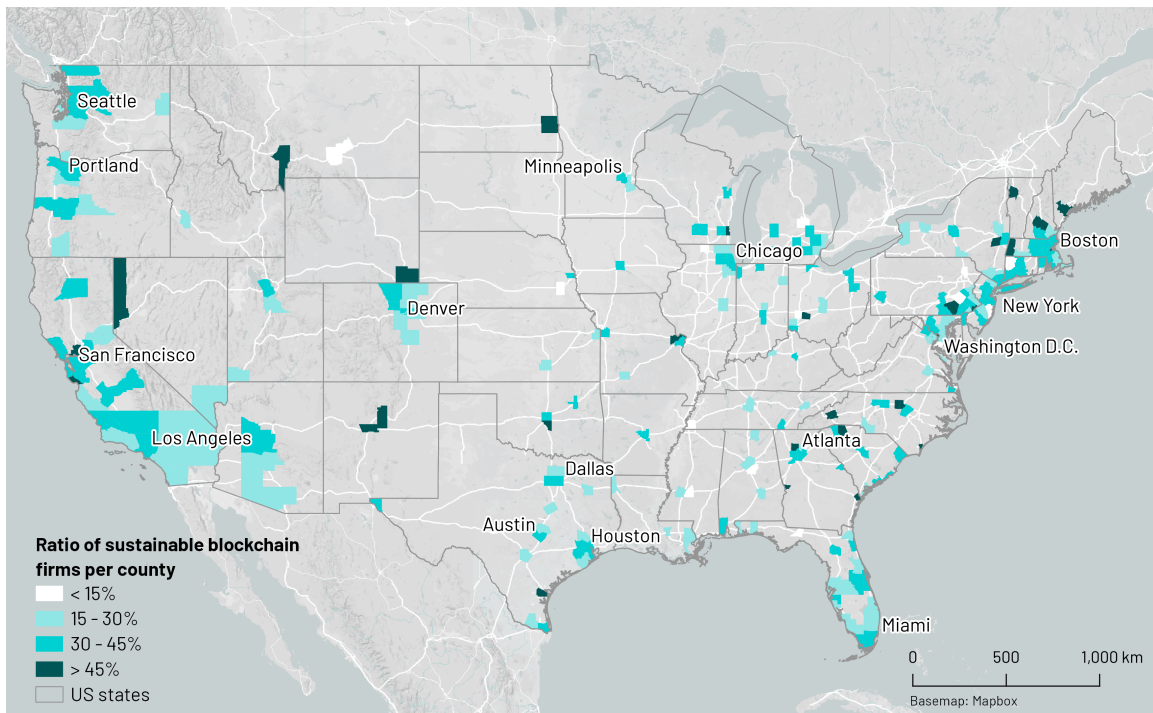 Seattle
Portland
Minneapolis
Chicago
Boston
Denver
New York
San Francisco
Washington D.C.
Los Angeles
Atlanta
Dallas
Austin
Houston
Miami
Ratio of sustainable blockchain
firms per county
< 15%
15 - 30%
30 - 45%
> 45%
US states
0 500 1,000 km
Basemap: Mapbox